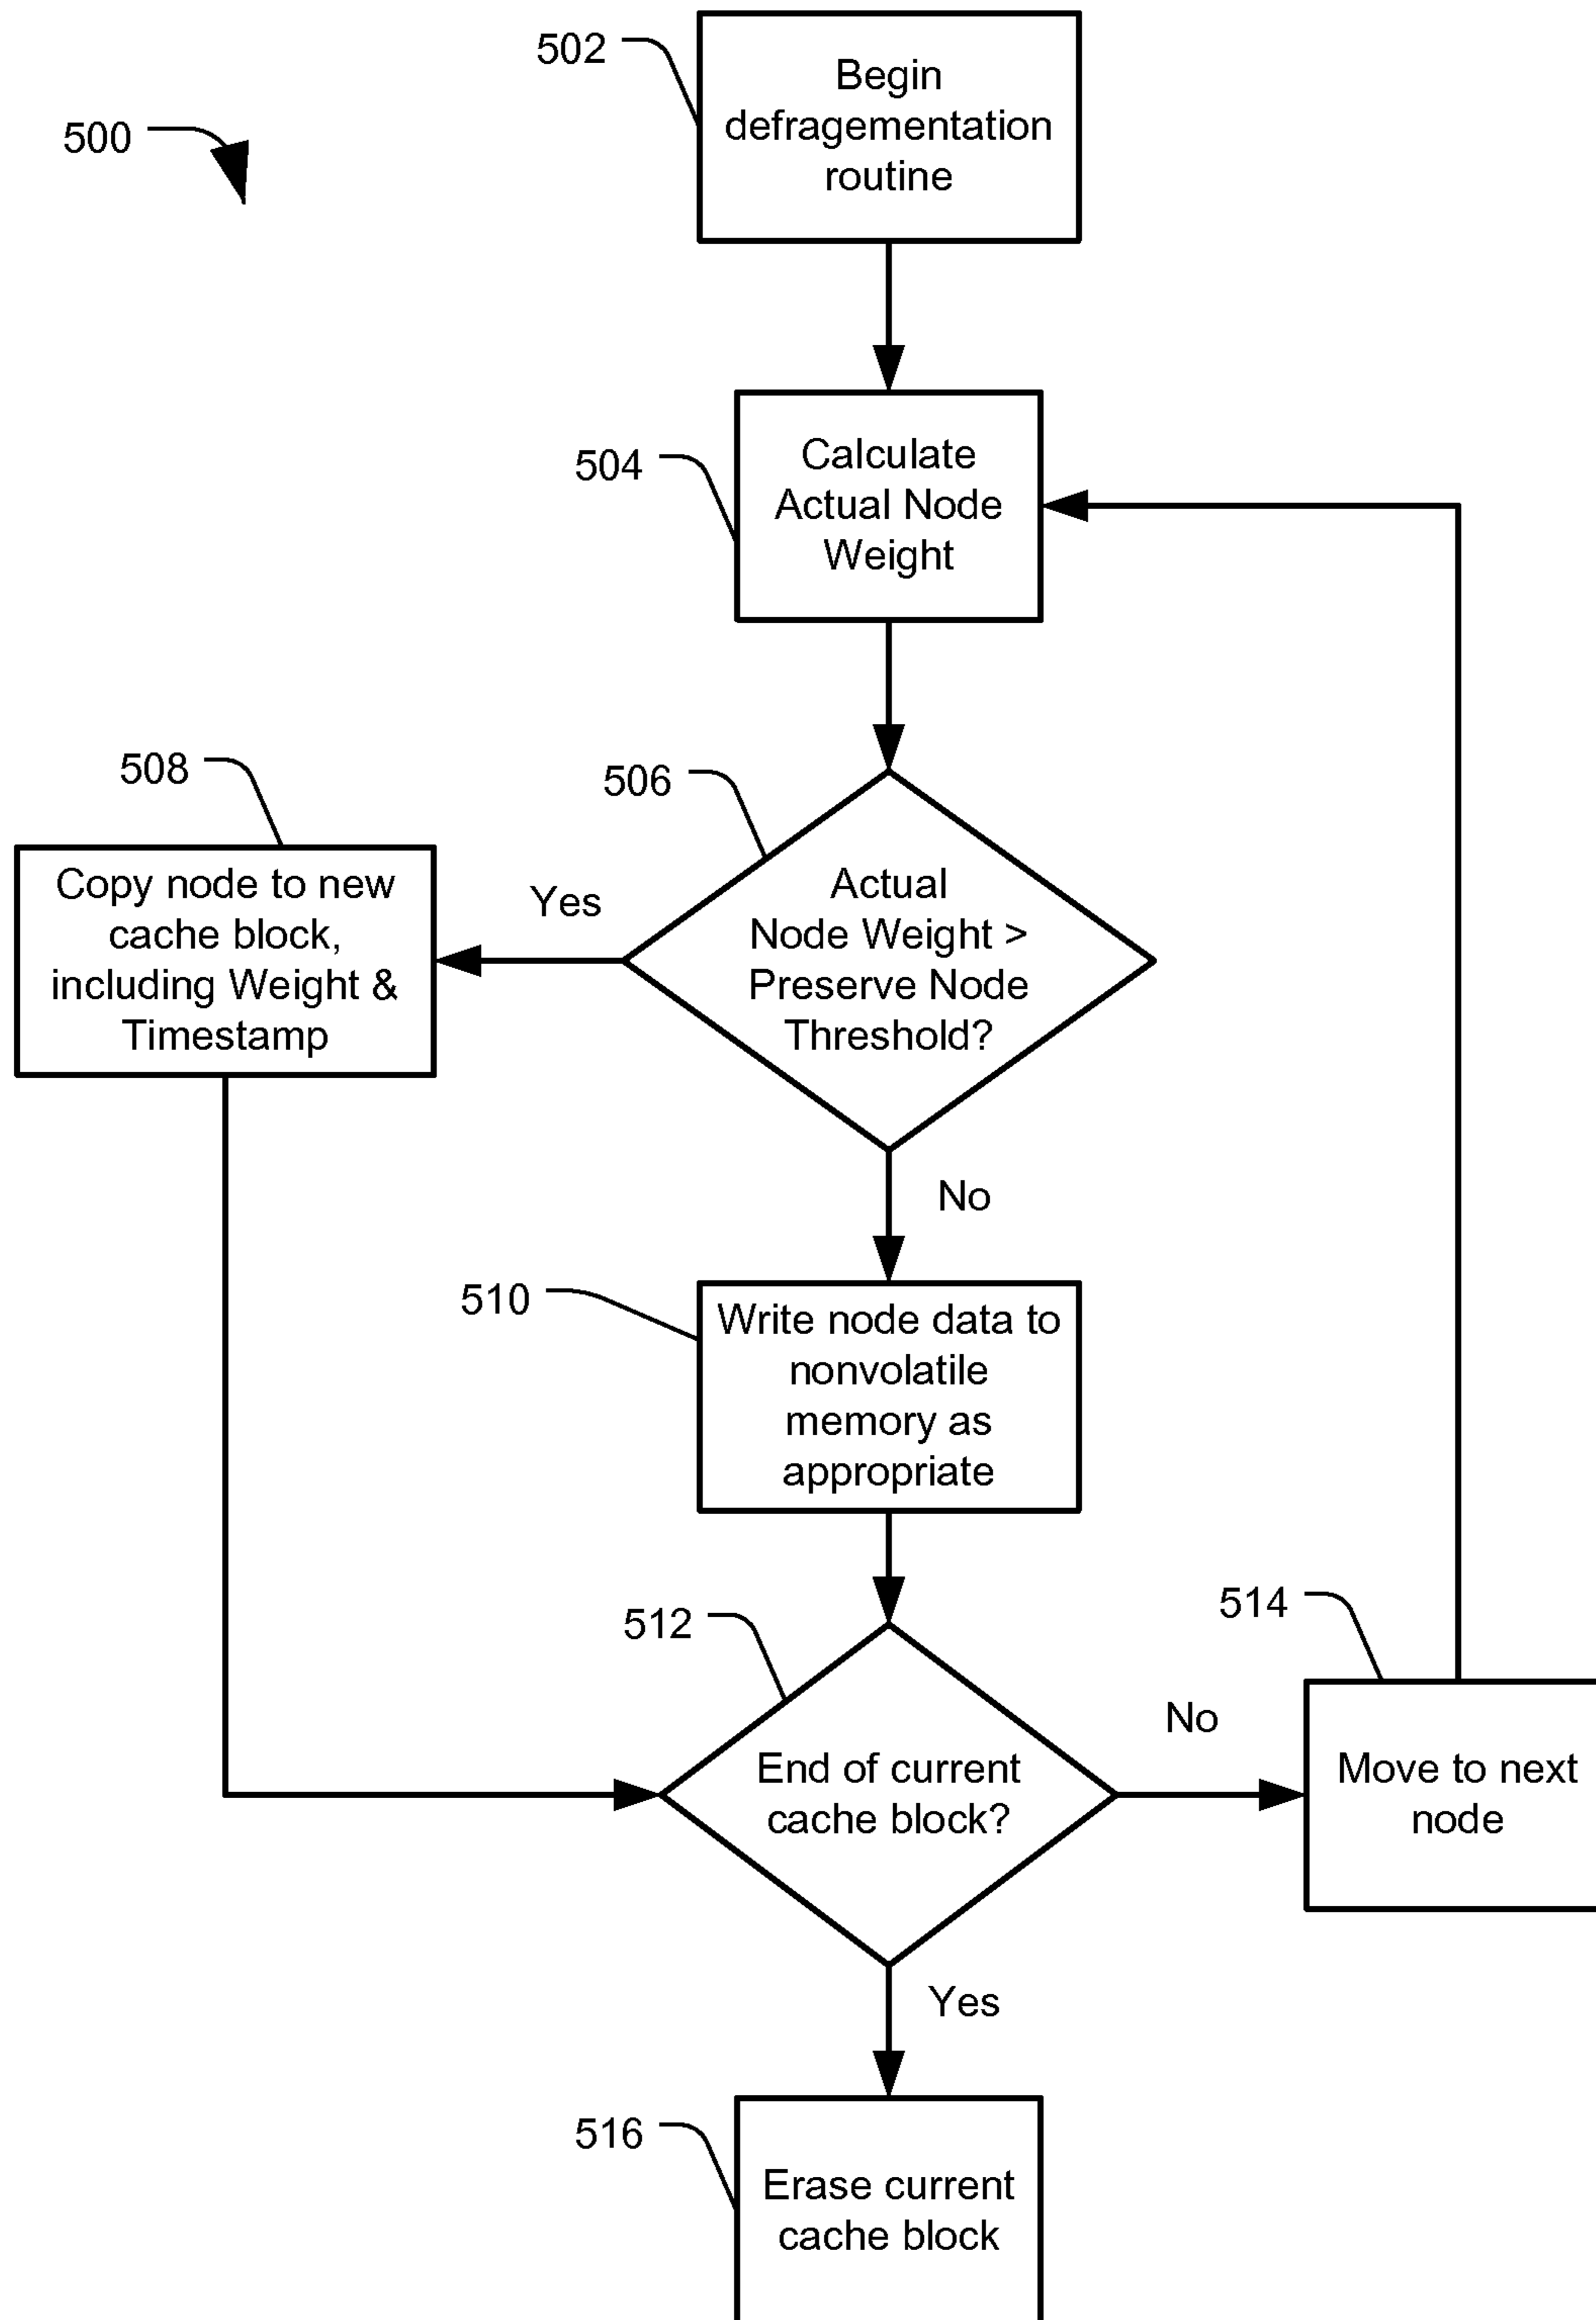 502
Begin
defragementation
routine
500
504
Calculate
Actual Node
Weight
508
506
Copy node to new
cache block,
including Weight &
Timestamp
Yes
Actual
Node Weight >
Preserve Node
Threshold?
No
510
Write node data to
nonvolatile
memory as
appropriate
512
514
End of current
cache block?
No
Move to next
node
Yes
516
Erase current
cache block